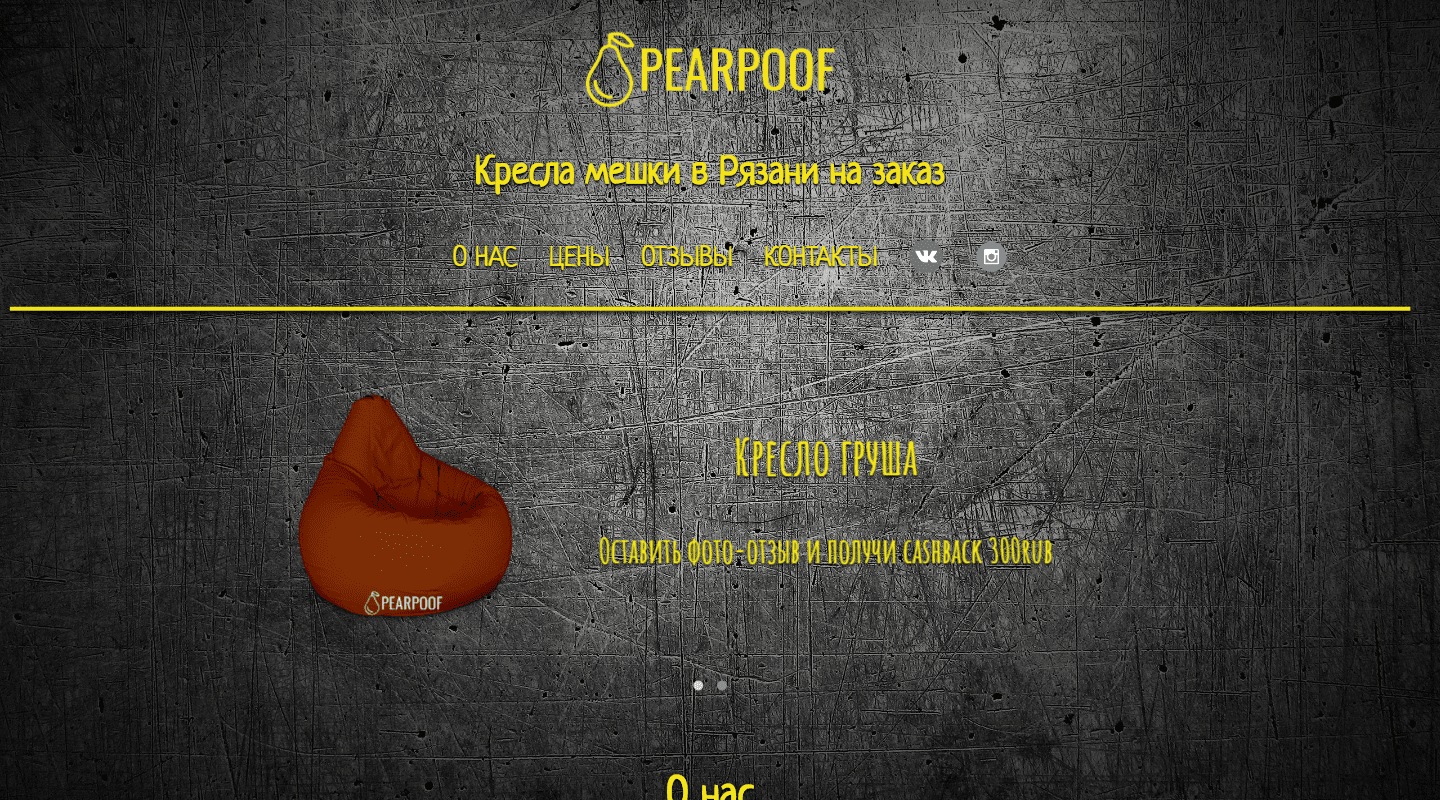 PEARPOOF
Кресла мешки в Рязани на заказ
О НАС ЦЕНЫ ОТЗЫВЫ КОНТАКТЫ
Кресло груша
Оставить фото-отзыв и получи cashback 300rub
PEARPOOF
О нас